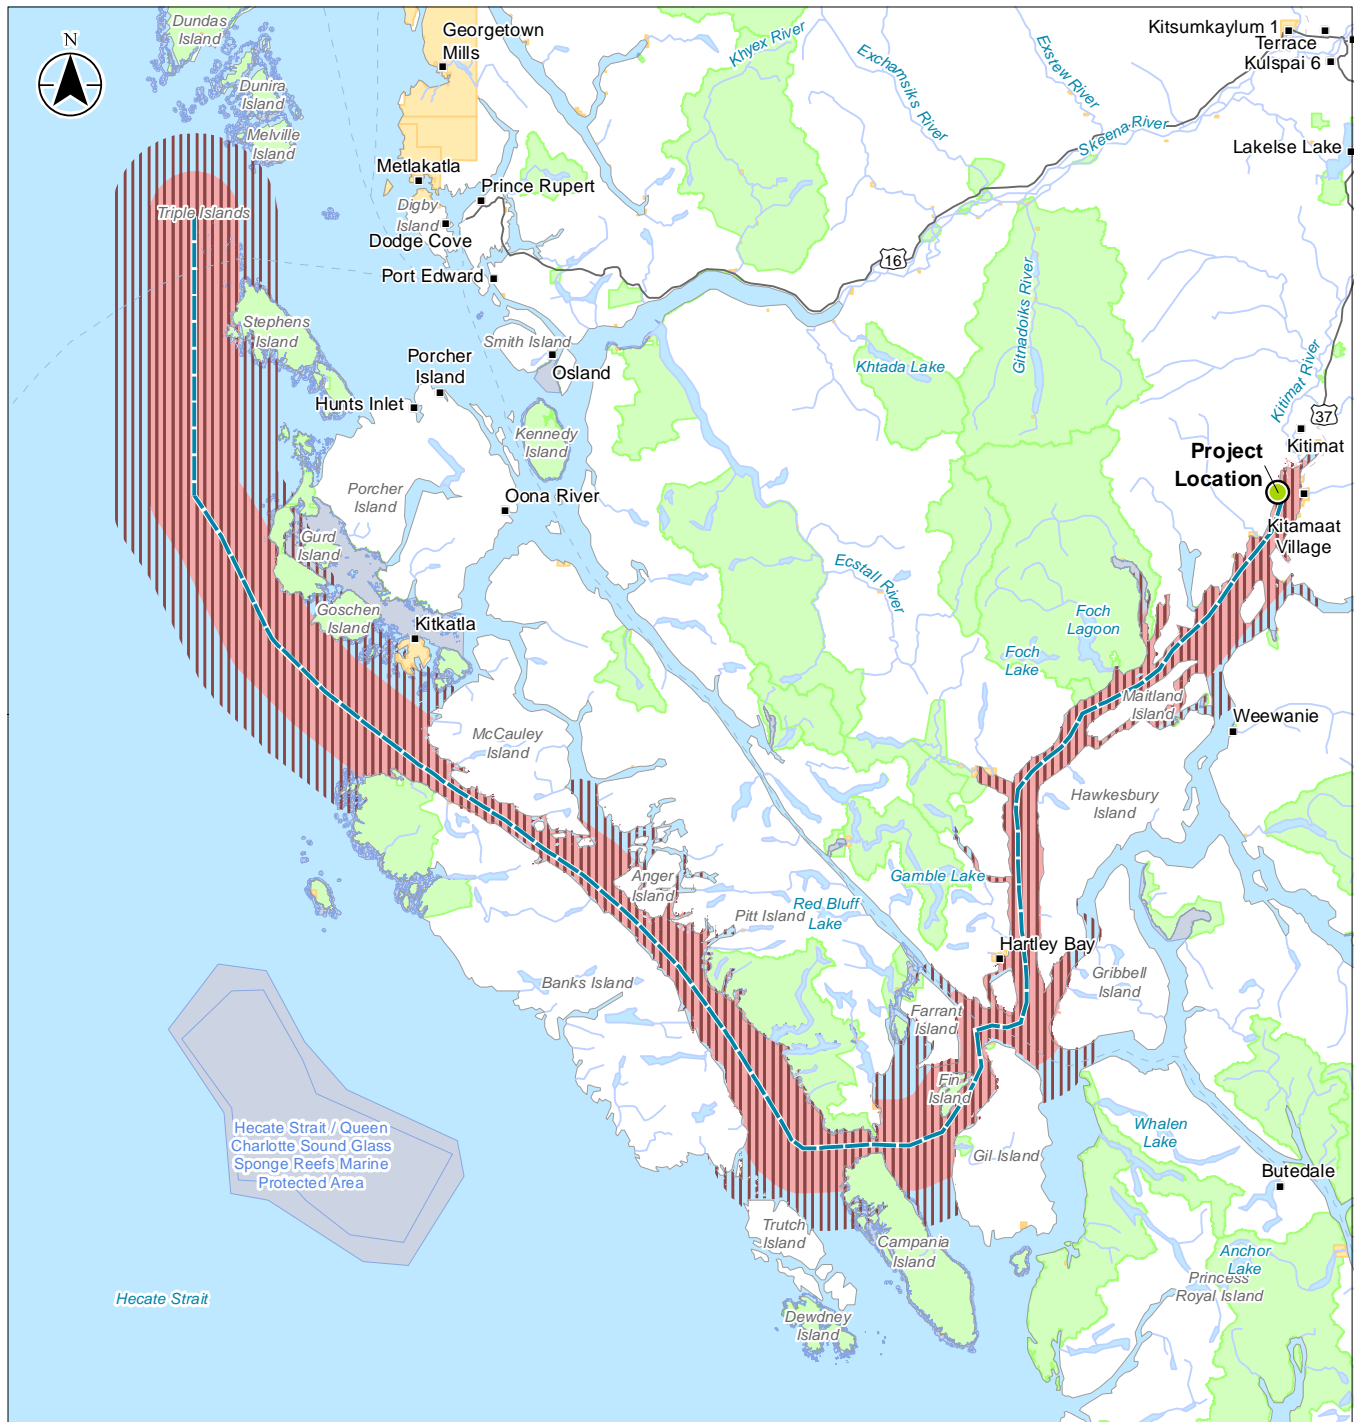 Dundas
Island
N
Georgetown
Mills
Khyex River
Exchamsiks River
Exstew River
Kitsumkaylum 1
Terrace
Kulspai 6
Dunira
Island
Melville
Island
Skeena River
Lakelse Lake
Metlakatla
Prince Rupert
Digby
Island
Dodge Cove
Triple Islands
Port Edward
16
Gitnadoiks River
Stephens
Island
Smith Island
Osland
Porcher
Island
Hunts Inlet
Khtada Lake
Kitimat River
37
Kitimat
Kennedy
Island
Project
Location
Porcher
Island
Oona River
Kitamaat
Village
Gurd
Island
Goschen
Island
Kitkatla
Ecstall River
Foch
Lagoon
Foch
Lake
Maitland
Island
Weewanie
McCauley
Island
Hawkesbury
Island
Anger
Island
Gamble Lake
Pitt Island
Red Bluff
Lake
Hartley Bay
Banks Island
Gribbell
Island
Farrant
Island
Fin
Island
Hecate Strait / Queen
Charlotte Sound Glass
Sponge Reefs Marine
Protected Area
Whalen
Lake
Gil Island
Butedale
Trutch
Island
Campania
Island
Anchor
Lake
Princess
Royal Island
Hecate Strait
Dewdney
Island